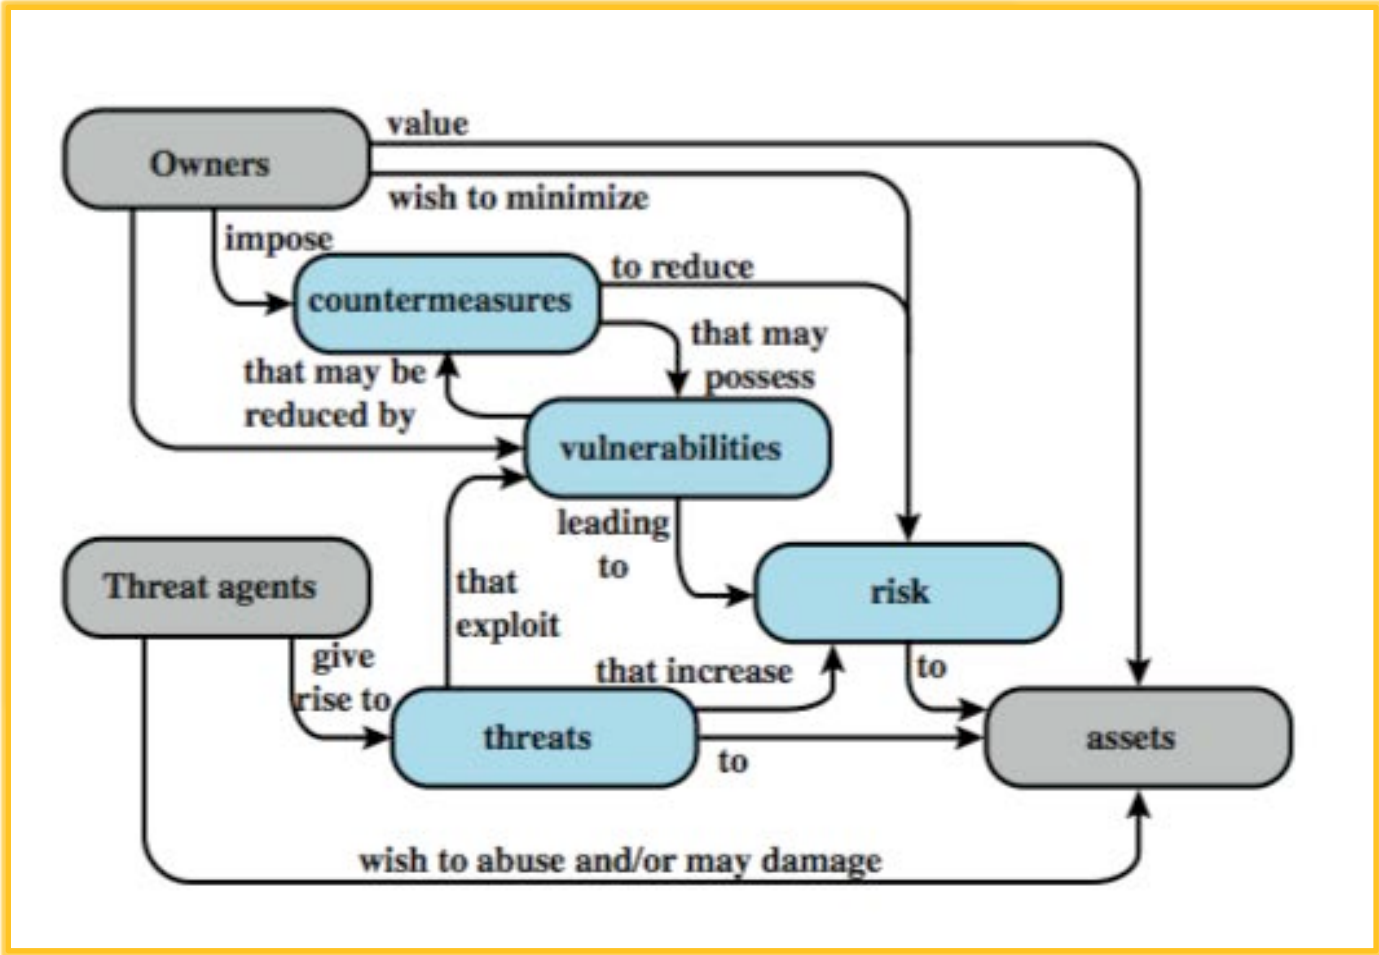 value
Owners
wish to minimize
impose
to reduce
countermeasures
that may
possess
that may be
reduced by
vulnerabilities
leading
to
Threat agents
that
exploit
risk
give
rise to
that increase
to
threats
to
assets
wish to abuse and/or may damage